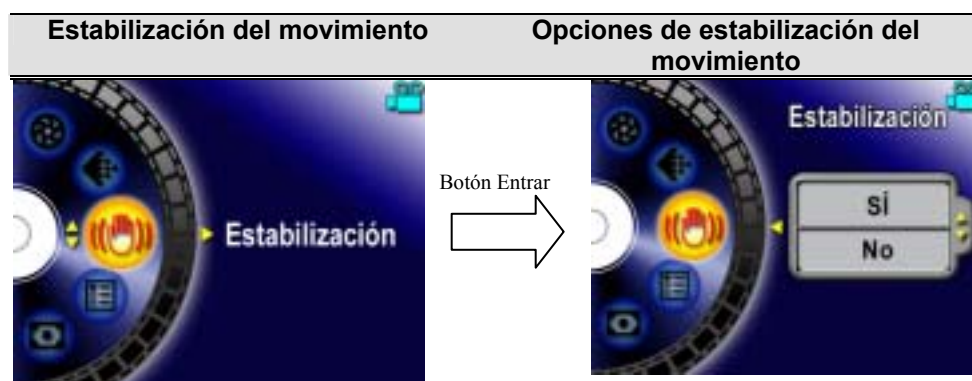 Estabilización del movimiento
Opciones de estabilización del
movimiento
Estabilización
Botón Entrar
Estabilización
SÍ
No